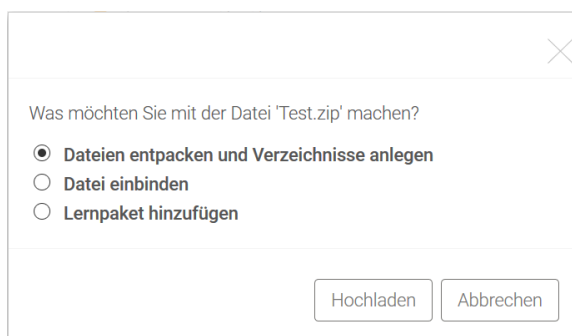 Was möchten Sie mit der Datei 'Test.zip' machen?
Dateien entpacken und Verzeichnisse anlegen
Datei einbinden
Lernpaket hinzufügen
Hochladen Abbrechen